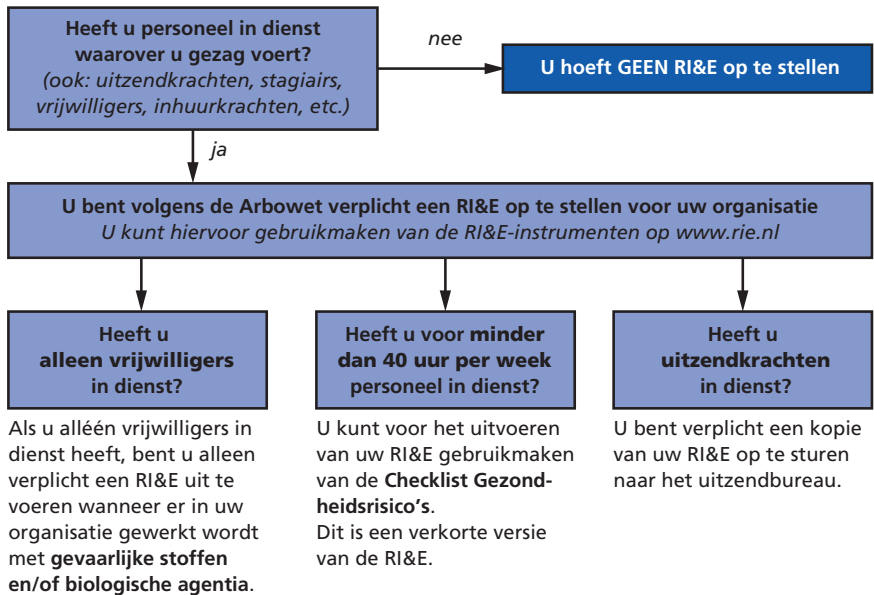 Heeft u personeel in dienst
waarover u gezag voert?
(ook: uitzendkrachten, stagiairs,
vrijwilligers, inhuurkrachten, etc.)
nee
U hoeft GEEN RI&E op te stellen
ja
U bent volgens de Arbowet verplicht een RI&E op te stellen voor uw organisatie
U kunt hiervoor gebruikmaken van de RI&E-instrumenten op www.rie.nl
Heeft u
alleen vrijwilligers
in dienst?
Als u alléén vrijwilligers in
dienst heeft, bent u alleen
verplicht een RI&E uit te
voeren wanneer er in uw
organisatie gewerkt wordt
met gevaarlijke stoffen
en/of biologische agentia.
Heeft u voor minder
dan 40 uur per week
personeel in dienst?
U kunt voor het uitvoeren
van uw RI&E gebruikmaken
van de Checklist Gezond-
heidsrisico's.
Dit is een verkorte versie
van de RI&E.
Heeft u
uitzendkrachten
in dienst?
U bent verplicht een kopie
van uw RI&E op te sturen
naar het uitzendbureau.